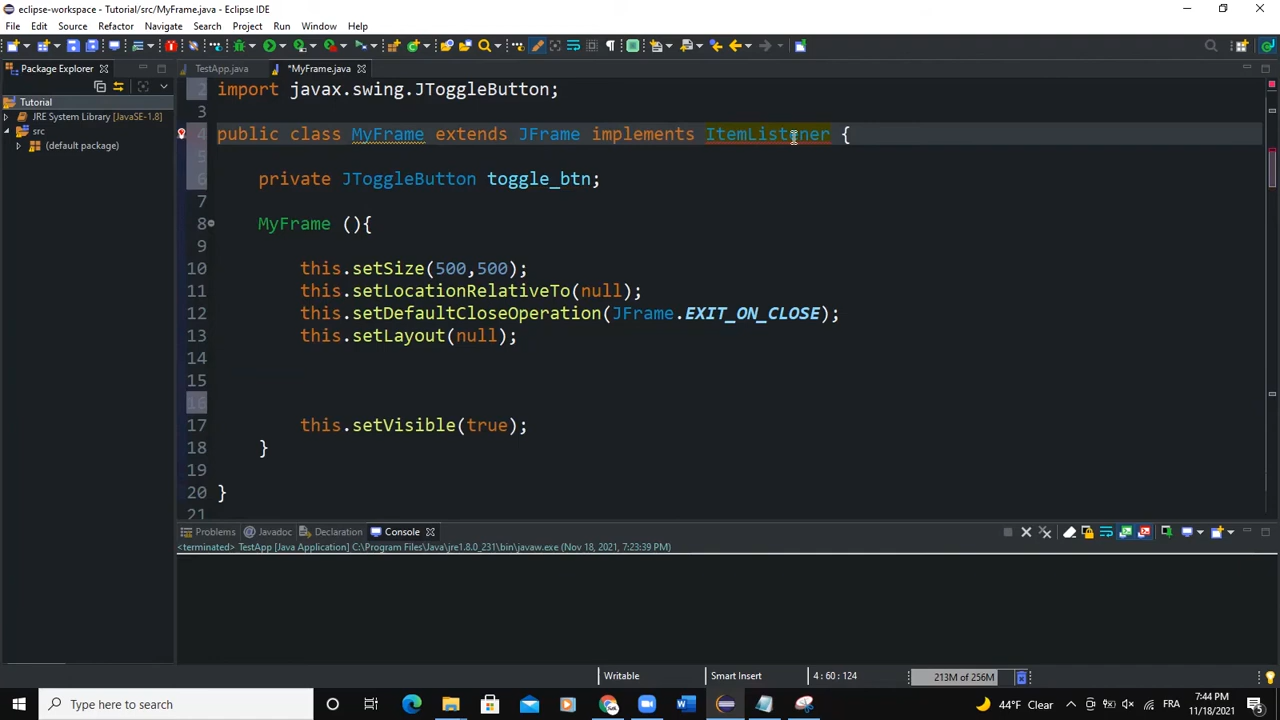 eclipse-workspace - Tutorial/src/MyFrame.java - Eclipse IDE
File Edit Source Refactor Navigate Search Project Run Window Help
Package Explorer
TestApp.java
*MyFrame.java
Tutorial
JRE System Library [JavaSE-1.8]
src
(default package)
2 import javax.swing.JToggleButton;
3
4 public class MyFrame extends JFrame implements ItemListener {
5
6 private JToggleButton toggle_btn;
7
8 MyFrame (){
9
10 this.setSize(500,500);
11 this.setLocationRelativeTo(null);
12 this.setDefaultCloseOperation(JFrame.EXIT_ON_CLOSE);
13 this.setLayout(null);
14
15
16
17 this.setVisible(true);
18 }
19
20 }
21
Problems Javadoc Declaration Console
<terminated> TestApp [Java Application] C:\Program Files\Java\jre1.8.0_231\bin\javaw.exe (Nov 18, 2021, 7:23:39 PM)
Writable Smart Insert 4 : 60 : 124 213M of 256M
Type here to search
44°F Clear
FRA
7:44 PM
11/18/2021